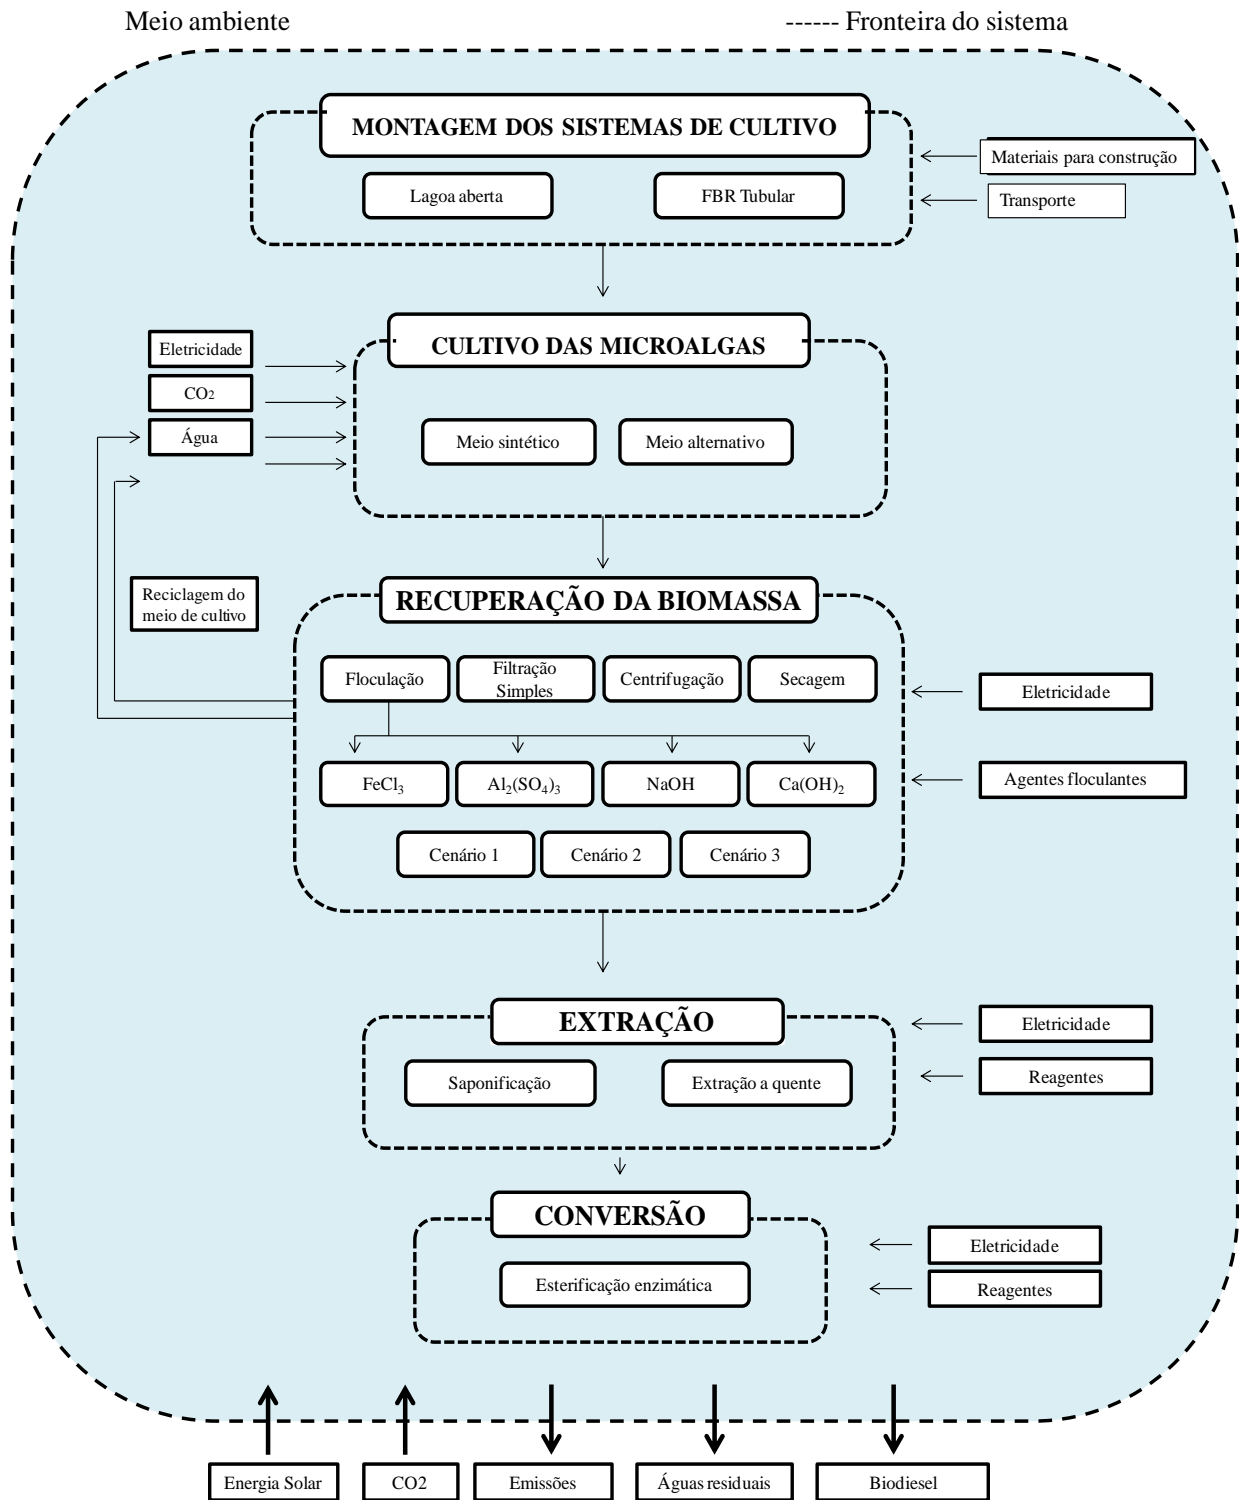 Meio ambiente
------ Fronteira do sistema
MONTAGEM DOS SISTEMAS DE CULTIVO
Materiais para construção
Lagoa aberta
FBR Tubular
Transporte
CULTIVO DAS MICROALGAS
Eletricidade
CO₂
Água
Meio sintético
Meio alternativo
Reciclagem do
meio de cultivo
RECUPERAÇÃO DA BIOMASSA
Floculação
Filtração
Simples
Centrifugação
Secagem
Eletricidade
FeCl₃
Al₂(SO₄)₃
NaOH
Ca(OH)₂
Agentes floculantes
Cenário 1
Cenário 2
Cenário 3
EXTRAÇÃO
Eletricidade
Saponificação
Extração a quente
Reagentes
CONVERSÃO
Eletricidade
Esterificação enzimática
Reagentes
Energia Solar
CO2
Emissões
Águas residuais
Biodiesel